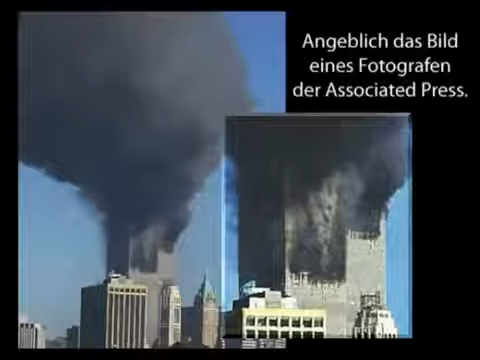 Angeblich das Bild
eines Fotografen
der Associated Press.